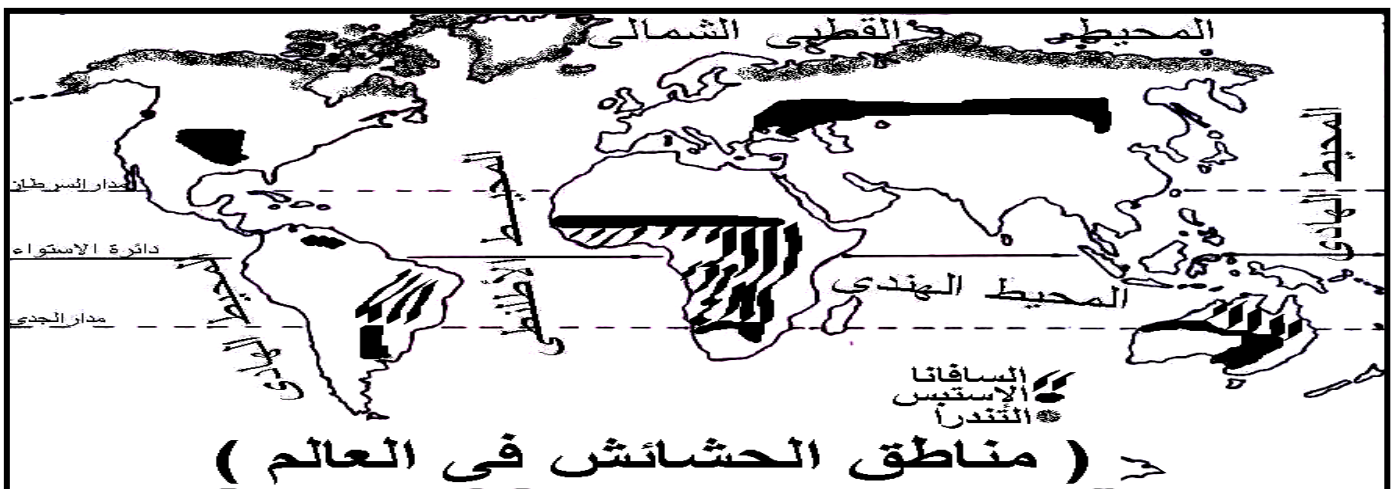 المحيط القطبى الشمالى
المحيط الهادى
مدار السرطان
المحيط الأطلنطى
دائرة الاستواء
المحيط الهادى
المحيط الهندى
مدار الجدى
السافانا
الإستبس
التندرا
( مناطق الحشائش فى العالم )